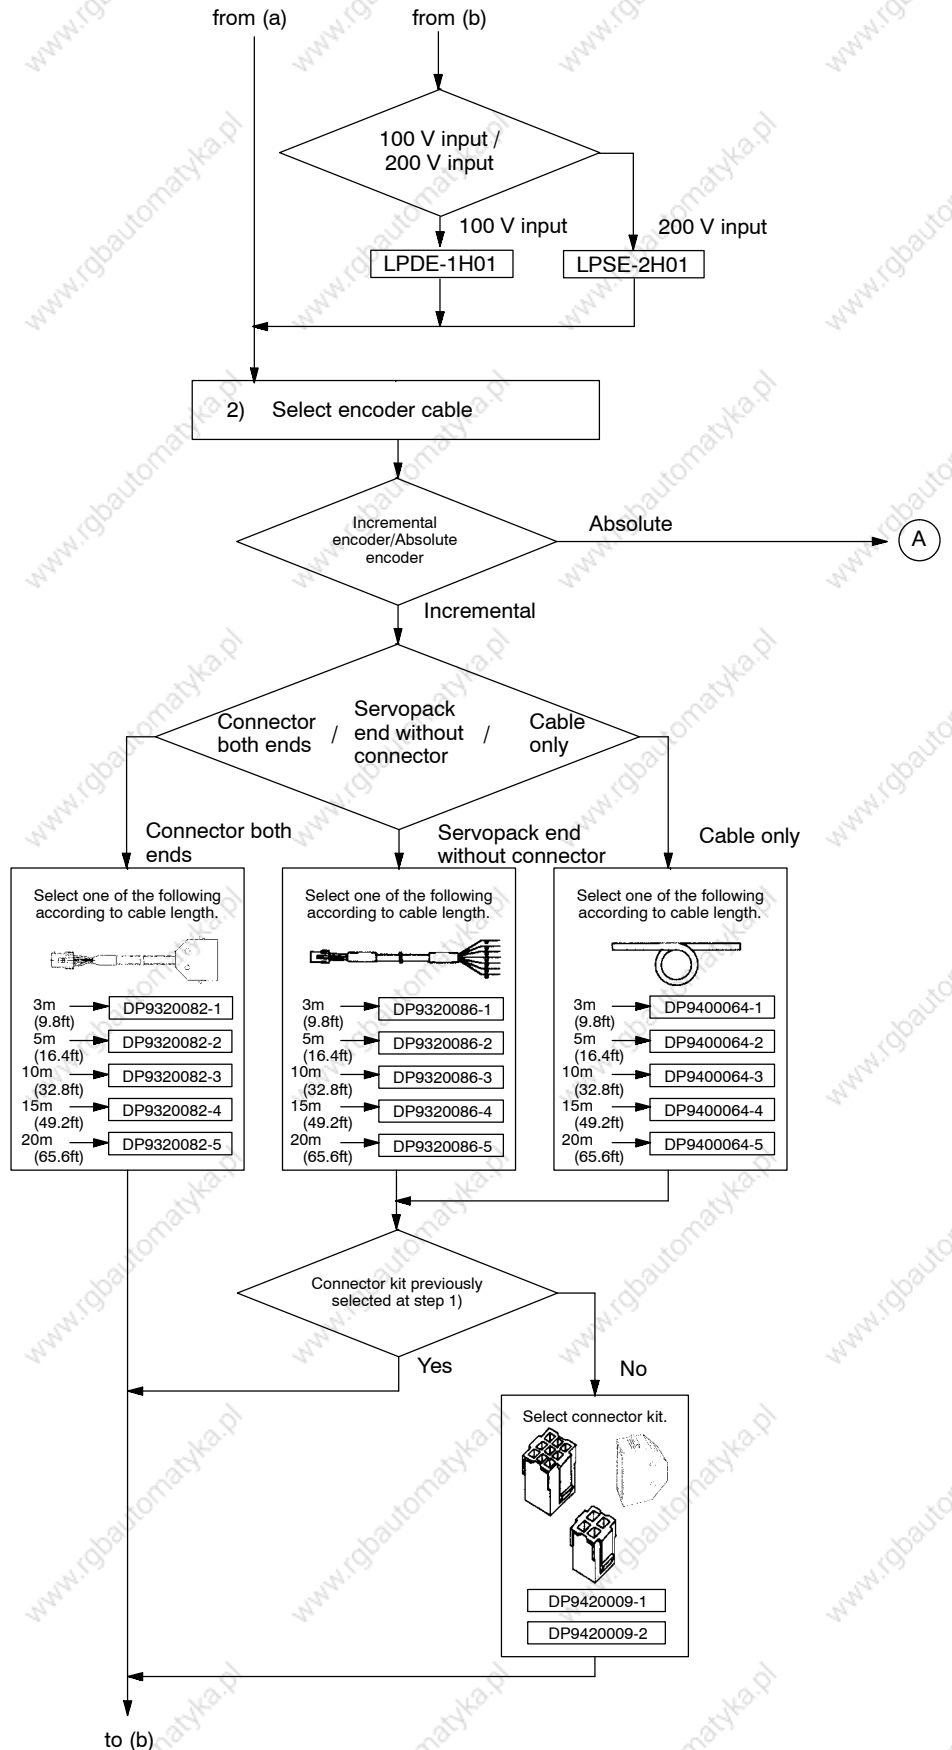 from (a)
from (b)
100 V input /
200 V input
100 V input
200 V input
LPDE-1H01
LPSE-2H01
2) Select encoder cable
Incremental
encoder/Absolute
encoder
Absolute
A
Incremental
Connector
both ends
/
Servopack
end without
connector
/
Cable
only
Connector both
ends
Servopack end
without connector
Cable only
Select one of the following
according to cable length.
3m
(9.8ft)
DP9320082-1
5m
(16.4ft)
DP9320082-2
10m
(32.8ft)
DP9320082-3
15m
(49.2ft)
DP9320082-4
20m
(65.6ft)
DP9320082-5
Select one of the following
according to cable length.
3m
(9.8ft)
DP9320086-1
5m
(16.4ft)
DP9320086-2
10m
(32.8ft)
DP9320086-3
15m
(49.2ft)
DP9320086-4
20m
(65.6ft)
DP9320086-5
Select one of the following
according to cable length.
3m
(9.8ft)
DP9400064-1
5m
(16.4ft)
DP9400064-2
10m
(32.8ft)
DP9400064-3
15m
(49.2ft)
DP9400064-4
20m
(65.6ft)
DP9400064-5
Connector kit previously
selected at step 1)
Yes
No
Select connector kit.
DP9420009-1
DP9420009-2
to (b)
www.rgbautomatyka.pl